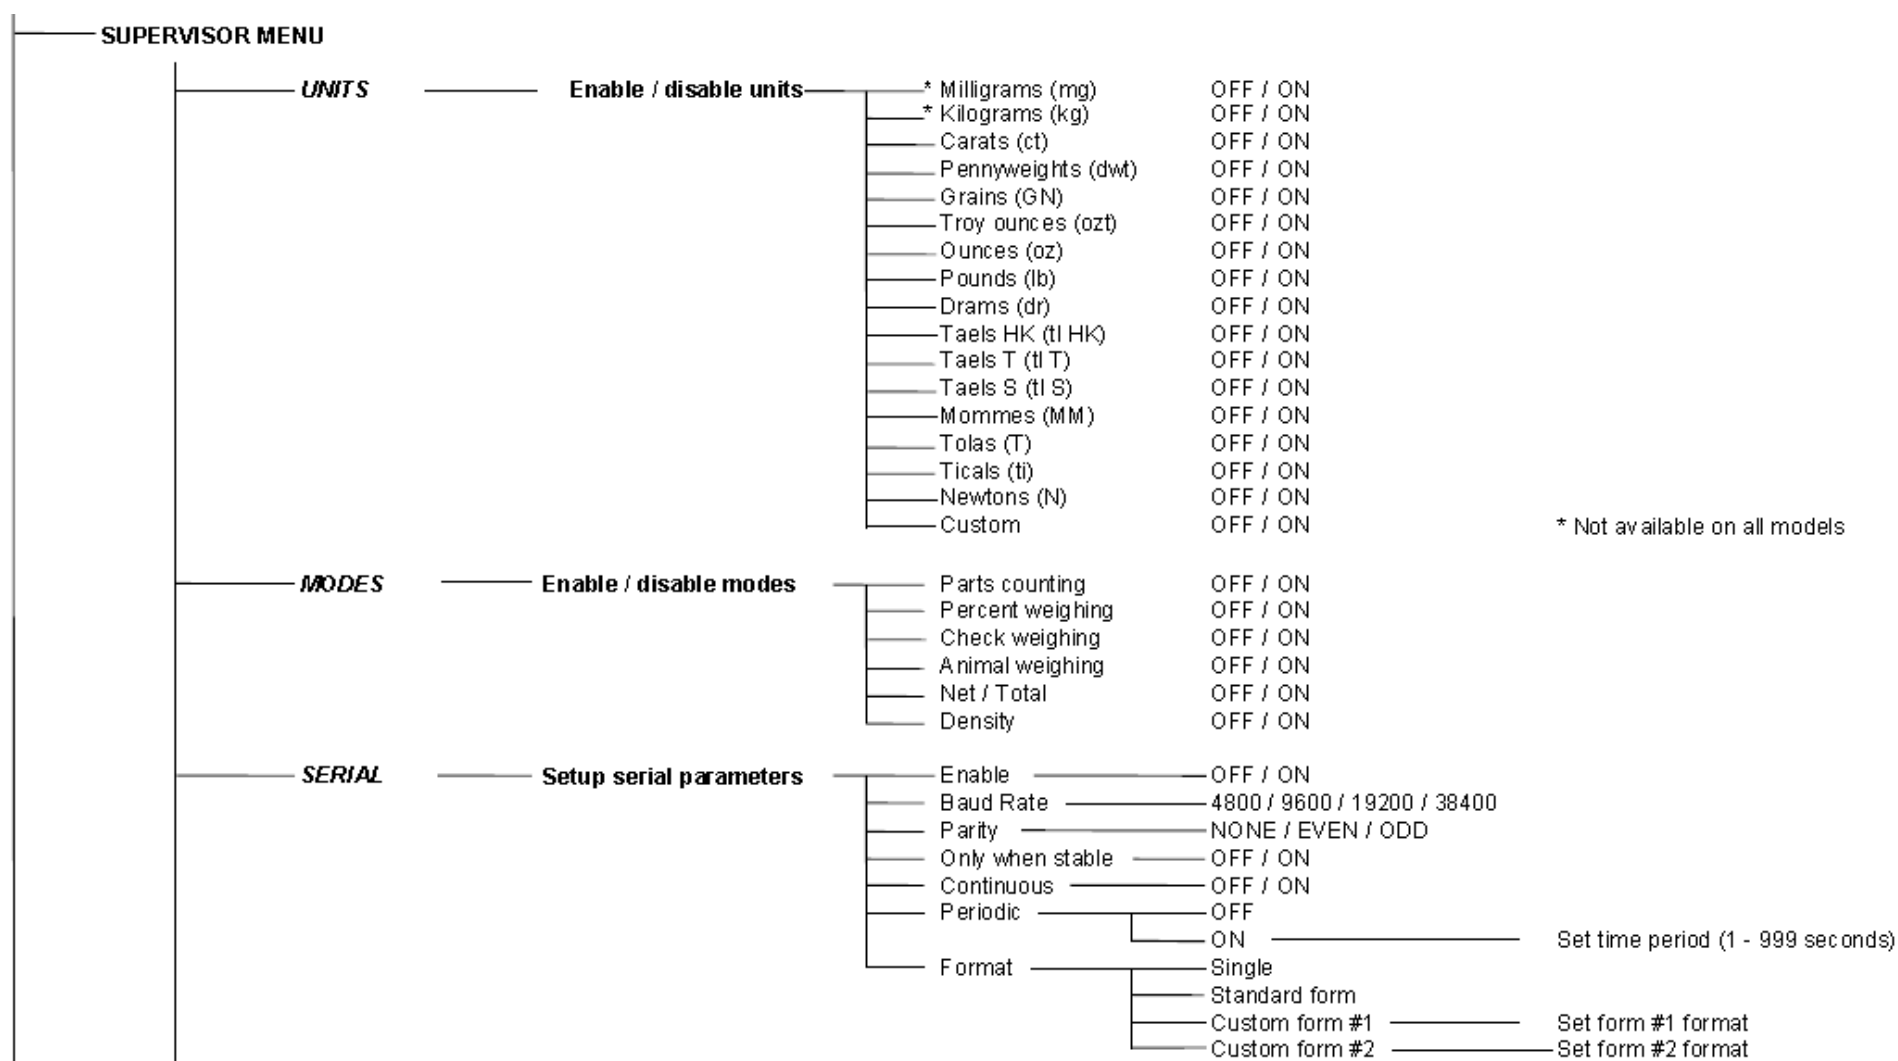 SUPERVISOR MENU
UNITS Enable / disable units * Milligrams (mg) OFF / ON
* Kilograms (kg) OFF / ON
Carats (ct) OFF / ON
Pennyweights (dwt) OFF / ON
Grains (GN) OFF / ON
Troy ounces (ozt) OFF / ON
Ounces (oz) OFF / ON
Pounds (lb) OFF / ON
Drams (dr) OFF / ON
Taels HK (tl HK) OFF / ON
Taels T (tl T) OFF / ON
Taels S (tl S) OFF / ON
Mommes (MM) OFF / ON
Tolas (T) OFF / ON
Ticals (ti) OFF / ON
Newtons (N) OFF / ON
Custom OFF / ON * Not available on all models
MODES Enable / disable modes Parts counting OFF / ON
Percent weighing OFF / ON
Check weighing OFF / ON
Animal weighing OFF / ON
Net / Total OFF / ON
Density OFF / ON
SERIAL Setup serial parameters Enable OFF / ON
Baud Rate 4800 / 9600 / 19200 / 38400
Parity NONE / EVEN / ODD
Only when stable OFF / ON
Continuous OFF / ON
Periodic OFF
ON Set time period (1 - 999 seconds)
Format Single
Standard form
Custom form #1 Set form #1 format
Custom form #2 Set form #2 format